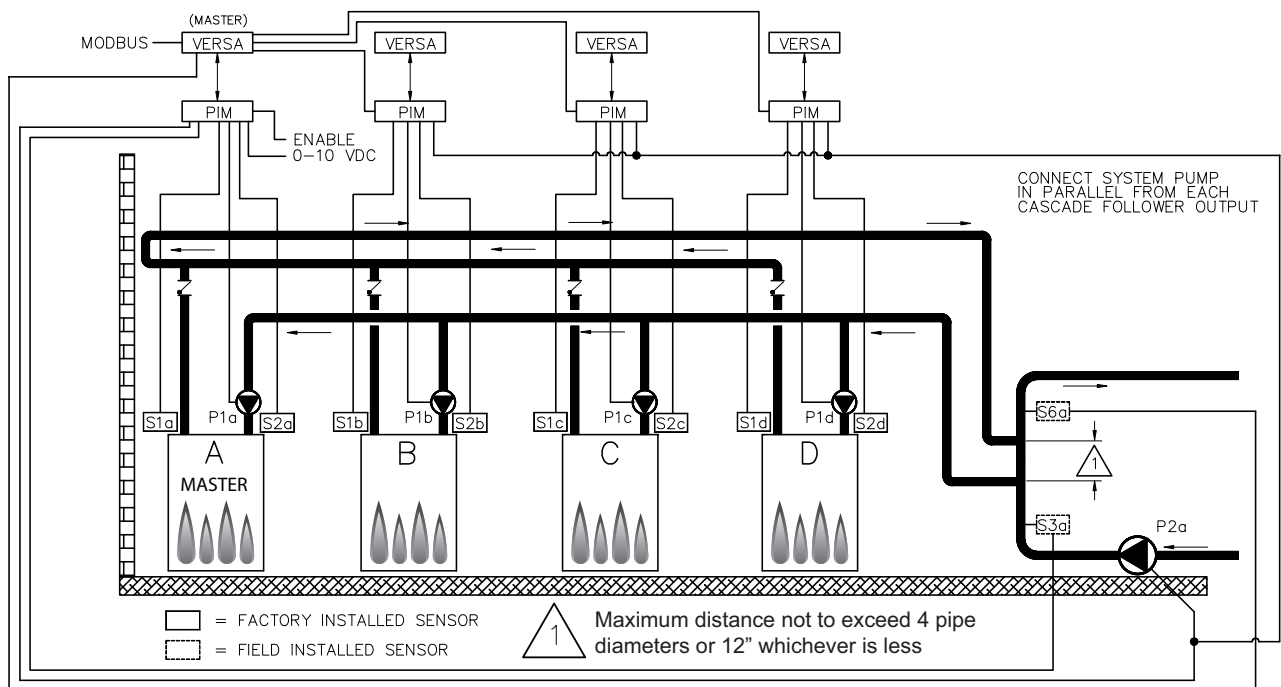 (MASTER)
MODBUS
VERSA
VERSA
VERSA
VERSA
PIM
PIM
PIM
PIM
ENABLE
0-10 VDC
CONNECT SYSTEM PUMP
IN PARALLEL FROM EACH
CASCADE FOLLOWER OUTPUT
S1a
P1a
S2a
S1b
P1b
S2b
S1c
P1c
S2c
S1d
P1d
S2d
S6a
A
MASTER
B
C
D
1
S3a
P2a
= FACTORY INSTALLED SENSOR
= FIELD INSTALLED SENSOR
1
Maximum distance not to exceed 4 pipe
diameters or 12” whichever is less